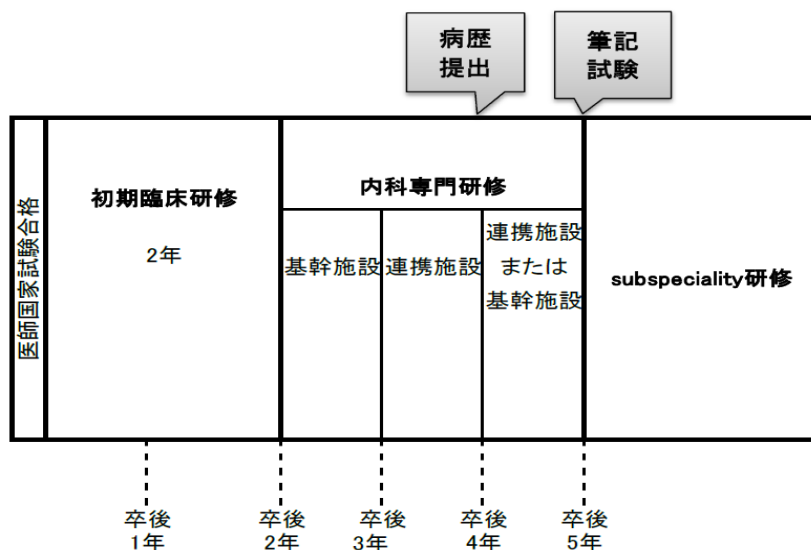 病歴
提出
筆記
試験
医師国家試験合格
初期臨床研修
2年
内科専門研修
基幹施設
連携施設
連携施設
または
基幹施設
subspeciality研修
卒後
1年
卒後
2年
卒後
3年
卒後
4年
卒後
5年